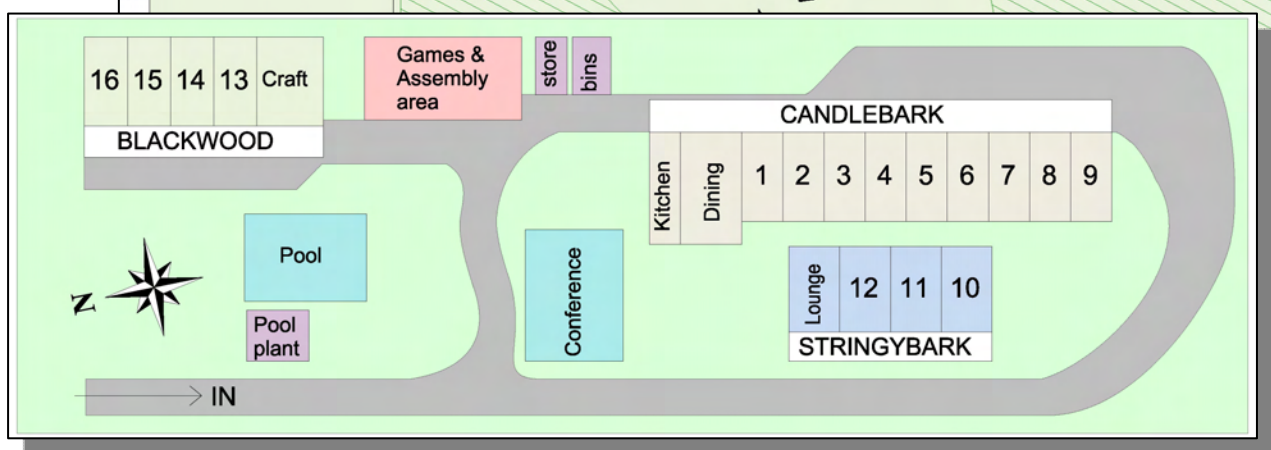 16 15 14 13 Craft
BLACKWOOD
Games &
Assembly
area
store
bins
CANDLEBARK
Kitchen
Dining
1 2 3 4 5 6 7 8 9
Pool
Pool
plant
N
Conference
Lounge
12 11 10
STRINGYBARK
IN